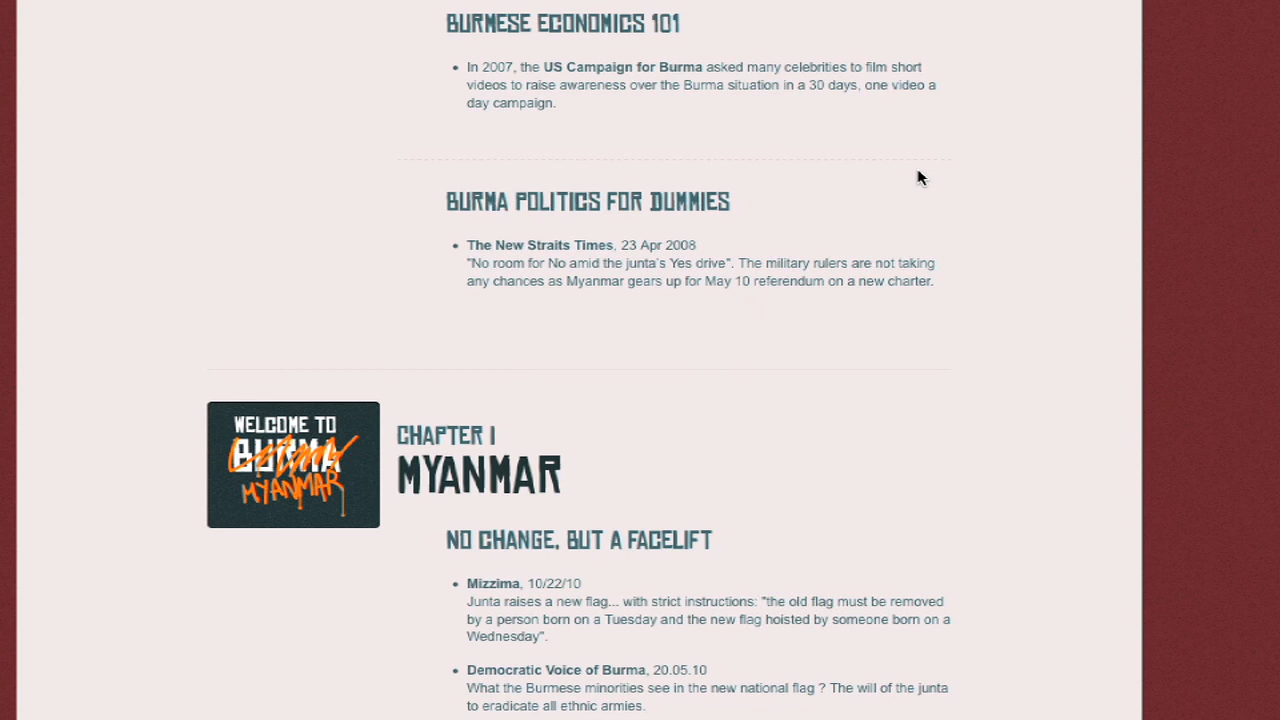 BURMESE ECONOMICS 101
• In 2007, the US Campaign for Burma asked many celebrities to film short
videos to raise awareness over the Burma situation in a 30 days, one video a
day campaign.
BURMA POLITICS FOR DUMMIES
• The New Straits Times, 23 Apr 2008
"No room for No amid the junta's Yes drive". The military rulers are not taking
any chances as Myanmar gears up for May 10 referendum on a new charter.
WELCOME TO
BURMA
MYANMAR
CHAPTER 1
MYANMAR
NO CHANGE, BUT A FACELIFT
• Mizzima, 10/22/10
Junta raises a new flag... with strict instructions: "the old flag must be removed
by a person born on a Tuesday and the new flag hoisted by someone born on a
Wednesday".
• Democratic Voice of Burma, 20.05.10
What the Burmese minorities see in the new national flag ? The will of the junta
to eradicate all ethnic armies.